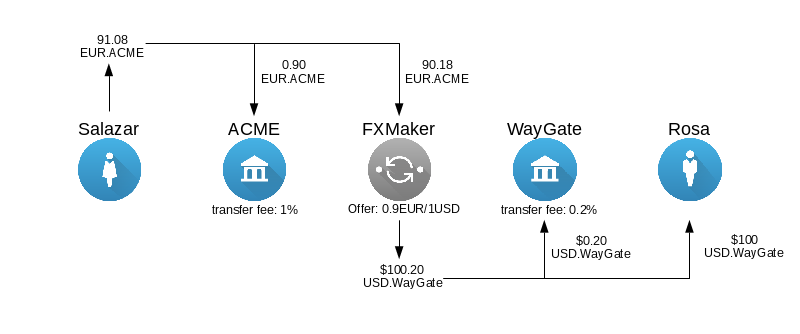 91.08
EUR.ACME
0.90
EUR.ACME
90.18
EUR.ACME
Salazar
ACME
FXMaker
WayGate
Rosa
transfer fee: 1%
Offer: 0.9EUR/1USD
transfer fee: 0.2%
$0.20
USD.WayGate
$100
USD.WayGate
$100.20
USD.WayGate